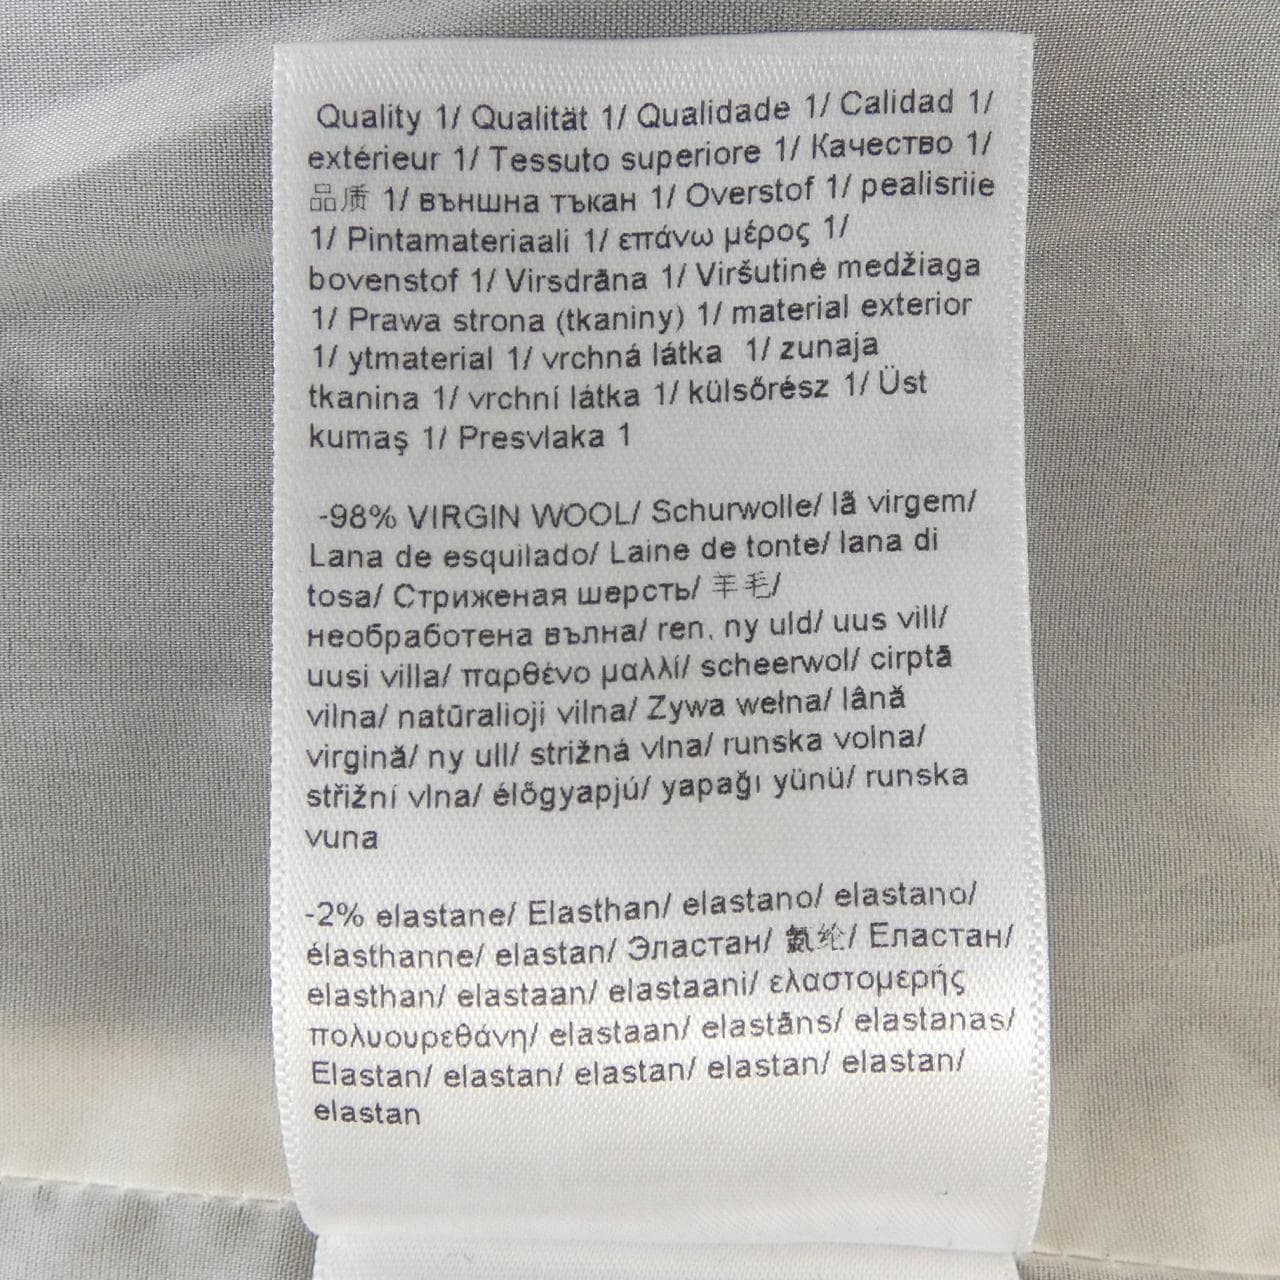 Quality 1/ Qualität 1/ Qualidade 1/ Calidad 1/
extérieur 1/ Tessuto superiore 1/ Качество 1/
品质 1/ външна тъкан 1/ Overstof 1/ pealisriie
1/ Pintamateriaali 1/ επάνω μέρος 1/
bovenstof 1/ Virsdrāna 1/ Viršutinė medžiaga
1/ Prawa strona (tkaniny) 1/ material exterior
1/ ytmaterial 1/ vrchná látka 1/ zunaja
tkanina 1/ vrchní látka 1/ külsőrész 1/ Üst
kumaş 1/ Presvlaka 1
-98% VIRGIN WOOL/ Schurwolle/ lã virgem/
Lana de esquilado/ Laine de tonte/ lana di
tosa/ Стриженая шерсть/ 羊毛/
необработена вълна/ ren, ny uld/ uus vill/
uusi villa/ παρθένο μαλλί/ scheerwol/ cirptā
vilna/ natūralioji vilna/ Zywa wełna/ lână
virgină/ ny ull/ strižná vlna/ runska volna/
střižní vlna/ élőgyapjú/ yapağı yünü/ runska
vuna
-2% elastane/ Elasthan/ elastano/ elastano/
élasthanne/ elastan/ Эластан/ 氨纶/ Еластан/
elasthan/ elastaan/ elastaani/ ελαστομερής
πολυουρεθάνη/ elastaan/ elastāns/ elastanas/
Elastan/ elastan/ elastan/ elastan/ elastan/
elastan